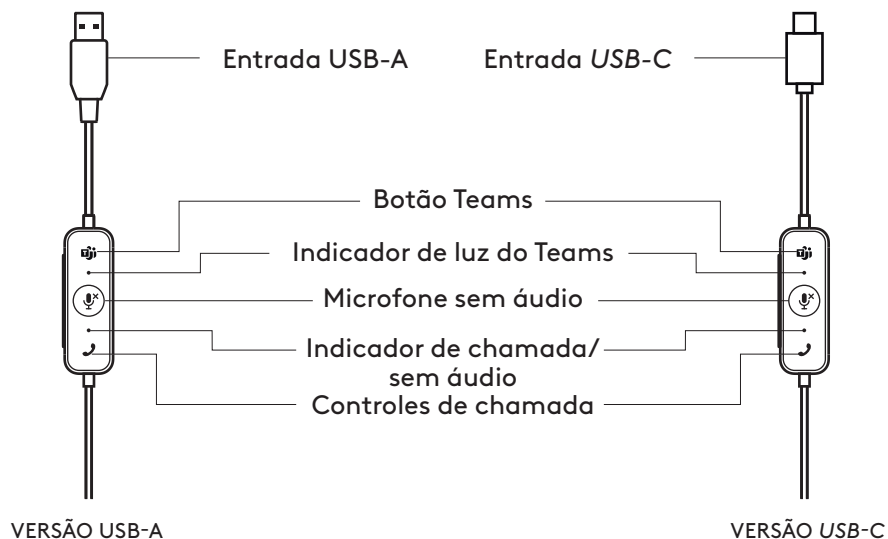 Entrada USB-A
Entrada USB-C
Botão Teams
Indicador de luz do Teams
Microfone sem áudio
Indicador de chamada/
sem áudio
Controles de chamada
VERSÃO USB-A
VERSÃO USB-C